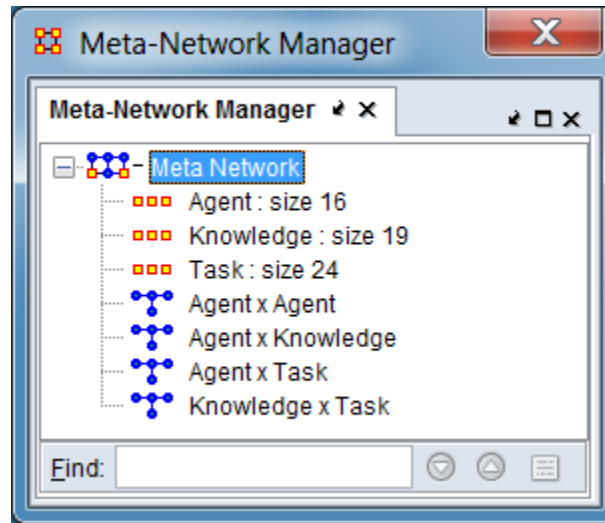 Meta-Network Manager
Meta-Network Manager
Meta Network
Agent : size 16
Knowledge : size 19
Task : size 24
Agent x Agent
Agent x Knowledge
Agent x Task
Knowledge x Task
Find: